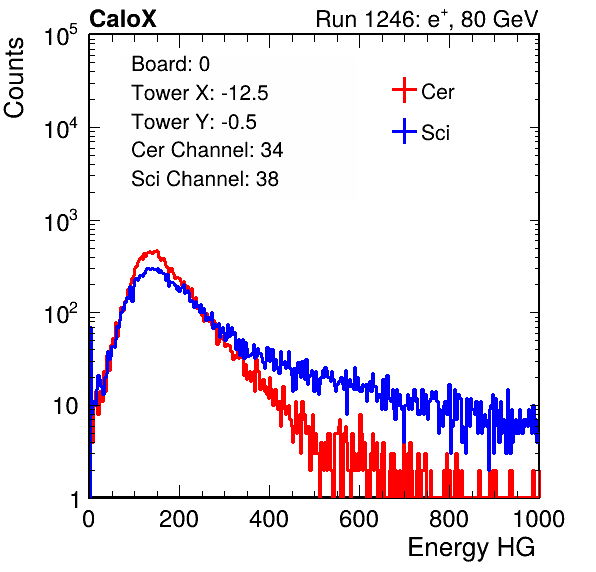 CaloX Run 1246: e⁺, 80 GeV
Counts
10⁵
10⁴
10³
10²
10
1
Board: 0
Tower X: -12.5
Tower Y: -0.5
Cer Channel: 34
Sci Channel: 38
Cer
Sci
0 200 400 600 800 1000
Energy HG